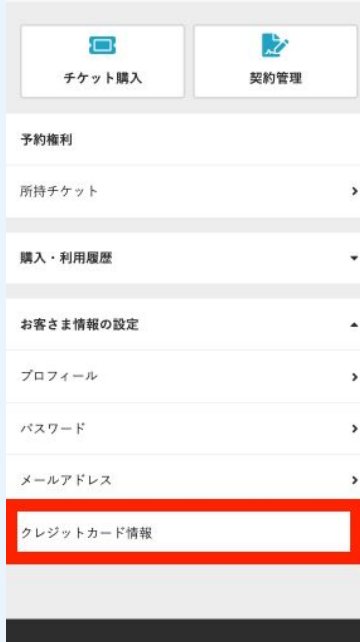 チケット購入
契約管理
予約権利
所持チケット
購入・利用履歴
お客さま情報の設定
プロフィール
パスワード
メールアドレス
クレジットカード情報